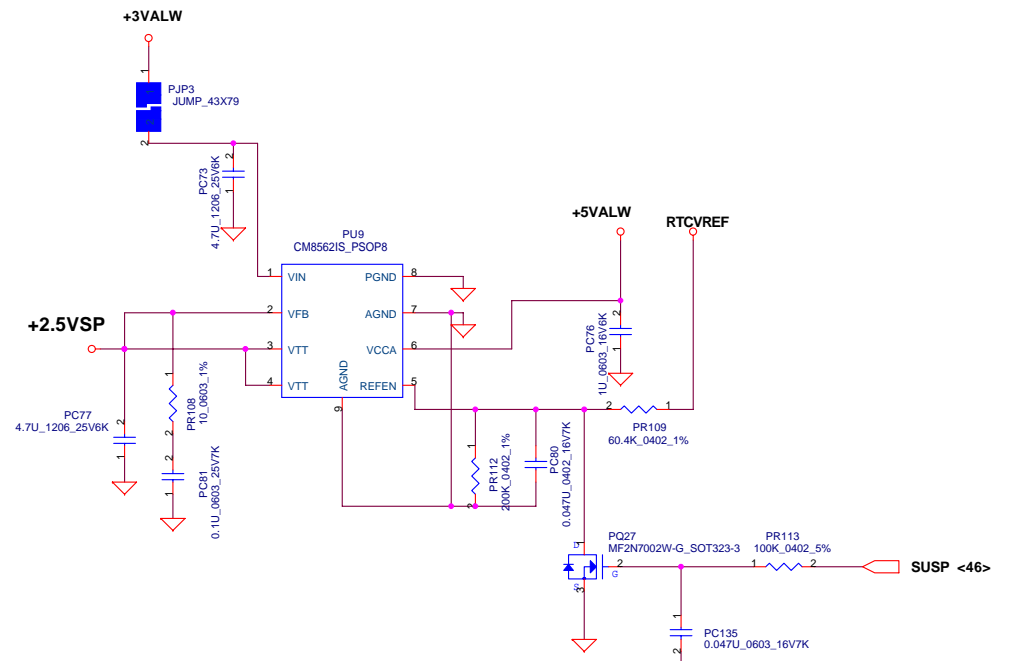 +3VALW
1
PJP3
JUMP_43X79
2
2
PC73
4.7U_1206_25V6K
1
+5VALW
RTCVREF
PU9
CM8562IS_PSOP8
1
VIN
PGND
8
2
VFB
AGND
7
+2.5VSP
3
VTT
VCCA
6
4
VTT
AGND
REFEN
5
9
2
PC76
1U_0603_16V6K
1
2
1
PR109
60.4K_0402_1%
PC77
4.7U_1206_25V6K
2
1
1
PR108
10_0603_1%
2
2
PC81
0.1U_0603_25V7K
1
1
PR112
200K_0402_1%
2
PC80
0.047U_0402_16V7K
PQ27
MF2N7002W-G_SOT323-3
1
D
2
G
S
3
PR113
100K_0402_5%
1
2
SUSP <46>
1
PC135
0.047U_0603_16V7K
2